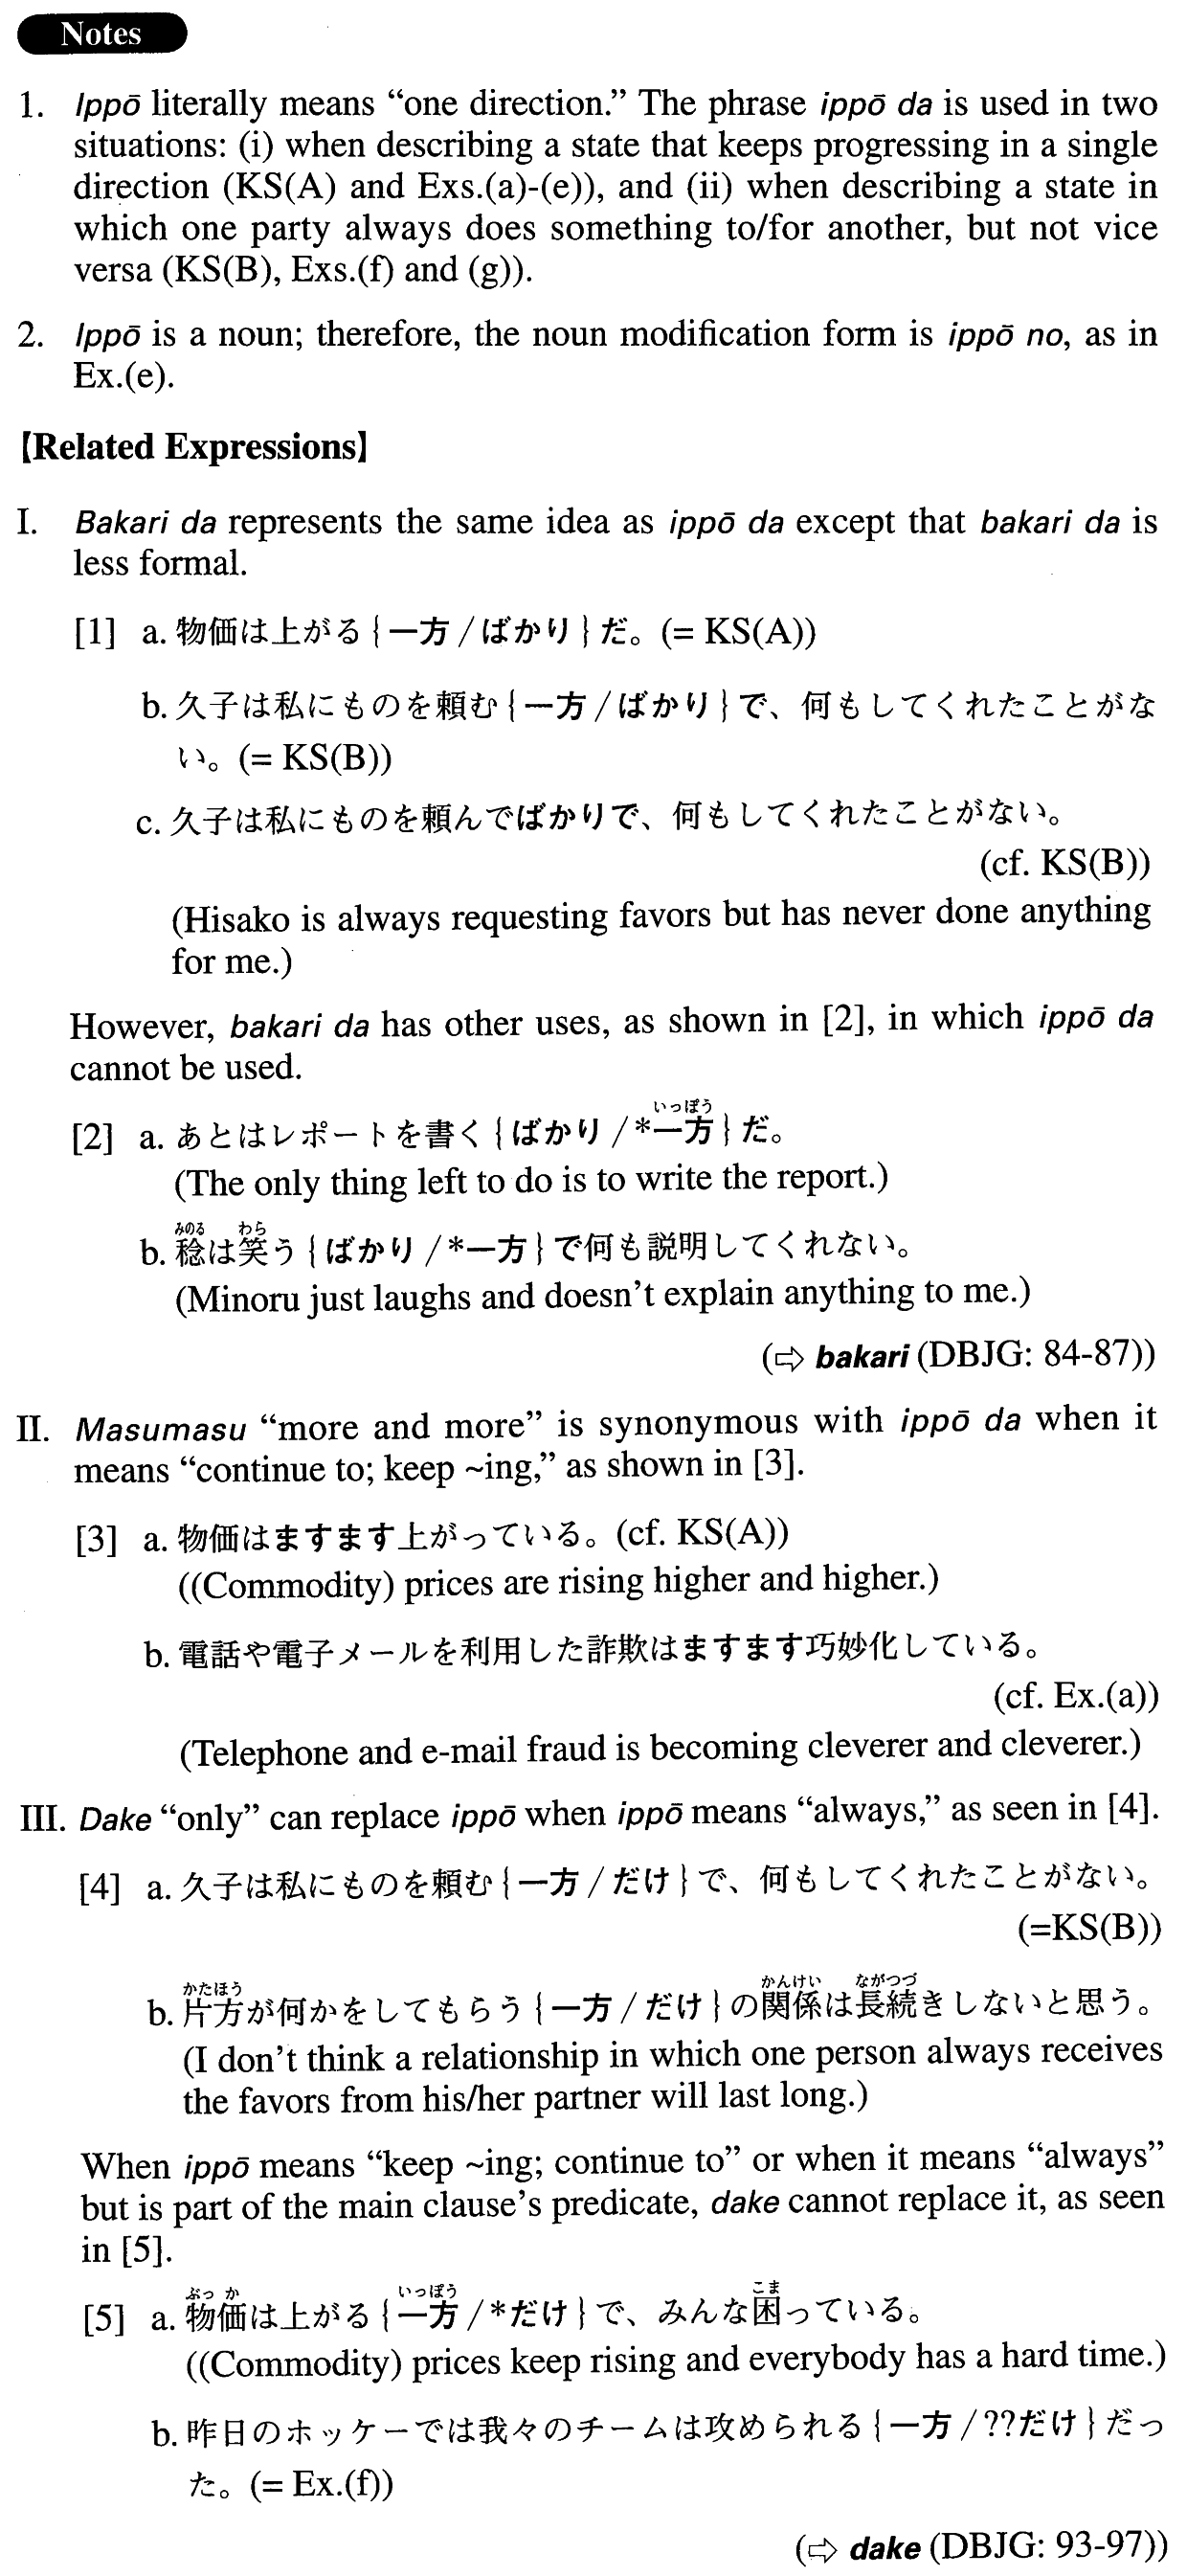 Notes
1. Ippō literally means “one direction.” The phrase ippō da is used in two
situations: (i) when describing a state that keeps progressing in a single
direction (KS(A) and Exs.(a)-(e)), and (ii) when describing a state in
which one party always does something to/for another, but not vice
versa (KS(B), Exs.(f) and (g)).
2. Ippō is a noun; therefore, the noun modification form is ippō no, as in
Ex.(e).
【Related Expressions】
I. Bakari da represents the same idea as ippō da except that bakari da is
less formal.
[1] a. 物価は上がる{一方/ばかり}だ。(= KS(A))
b. 久子は私にものを頼む{一方/ばかり}で、何もしてくれたことがな
い。(= KS(B))
c. 久子は私にものを頼んでばかりで、何もしてくれたことがない。
(cf. KS(B))
(Hisako is always requesting favors but has never done anything
for me.)
However, bakari da has other uses, as shown in [2], in which ippō da
cannot be used.
いっぽう
[2] a. あとはレポートを書く{ばかり/*一方}だ。
(The only thing left to do is to write the report.)
みのる わら
b. 稔は笑う{ばかり/*一方}で何も説明してくれない。
(Minoru just laughs and doesn’t explain anything to me.)
(⇨ bakari (DBJG: 84-87))
II. Masumasu “more and more” is synonymous with ippō da when it
means “continue to; keep ~ing,” as shown in [3].
[3] a. 物価はますます上がっている。(cf. KS(A))
((Commodity) prices are rising higher and higher.)
b. 電話や電子メールを利用した詐欺はますます巧妙化している。
(cf. Ex.(a))
(Telephone and e-mail fraud is becoming cleverer and cleverer.)
III. Dake “only” can replace ippō when ippō means “always,” as seen in [4].
[4] a. 久子は私にものを頼む{一方/だけ}で、何もしてくれたことがない。
(=KS(B))
かたほう かんけい ながつづ
b. 片方が何かをしてもらう{一方/だけ}の関係は長続きしないと思う。
(I don’t think a relationship in which one person always receives
the favors from his/her partner will last long.)
When ippō means “keep ~ing; continue to” or when it means “always”
but is part of the main clause’s predicate, dake cannot replace it, as seen
in [5].
ぶっか いっぽう こま
[5] a. 物価は上がる{一方/*だけ}で、みんな困っている。
((Commodity) prices keep rising and everybody has a hard time.)
b. 昨日のホッケーでは我々のチームは攻められる{一方/??だけ}だっ
た。(= Ex.(f))
(⇨ dake (DBJG: 93-97))